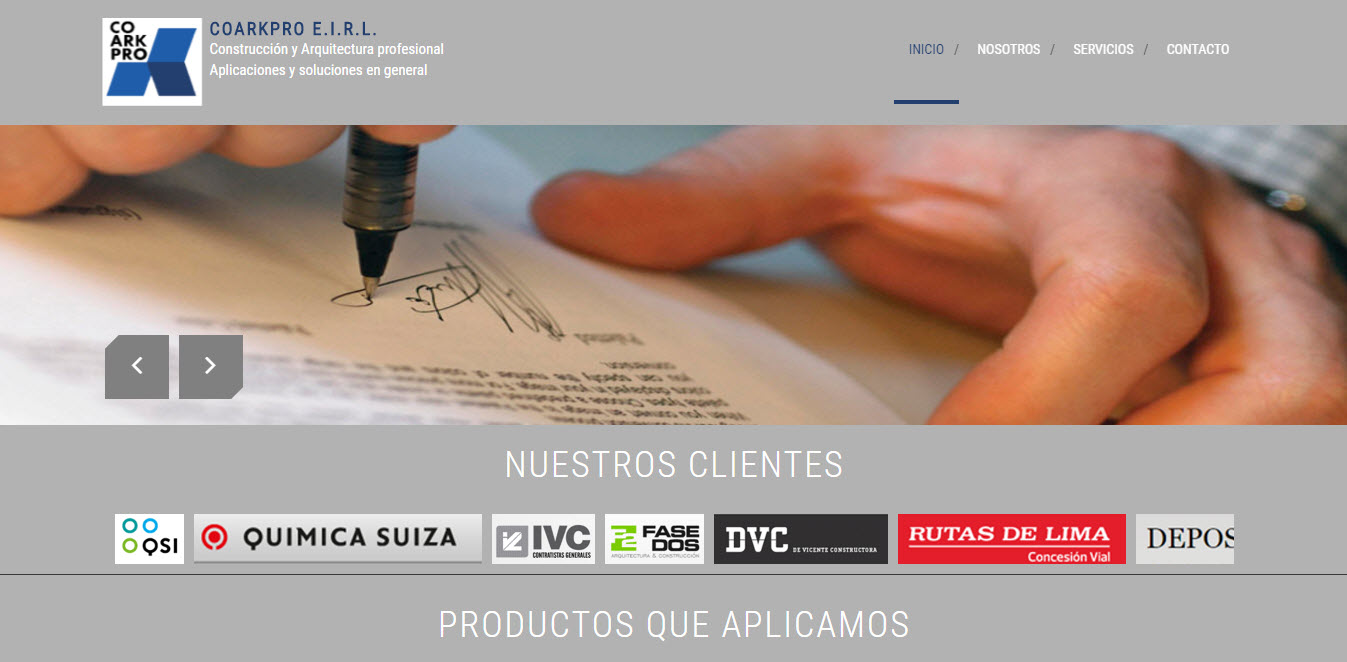 CO
ARK
PRO
COARKPRO E.I.R.L.
Construcción y Arquitectura profesional
Aplicaciones y soluciones en general
INICIO / NOSOTROS / SERVICIOS / CONTACTO
NUESTROS CLIENTES
QSI
QUIMICA SUIZA
IVC
CONTRATISTAS GENERALES
FASE
DOS
ARQUITECTURA & CONSTRUCCIÓN
DVC DE VICENTE CONSTRUCTORA
RUTAS DE LIMA
Concesión Vial
DEPOS
PRODUCTOS QUE APLICAMOS